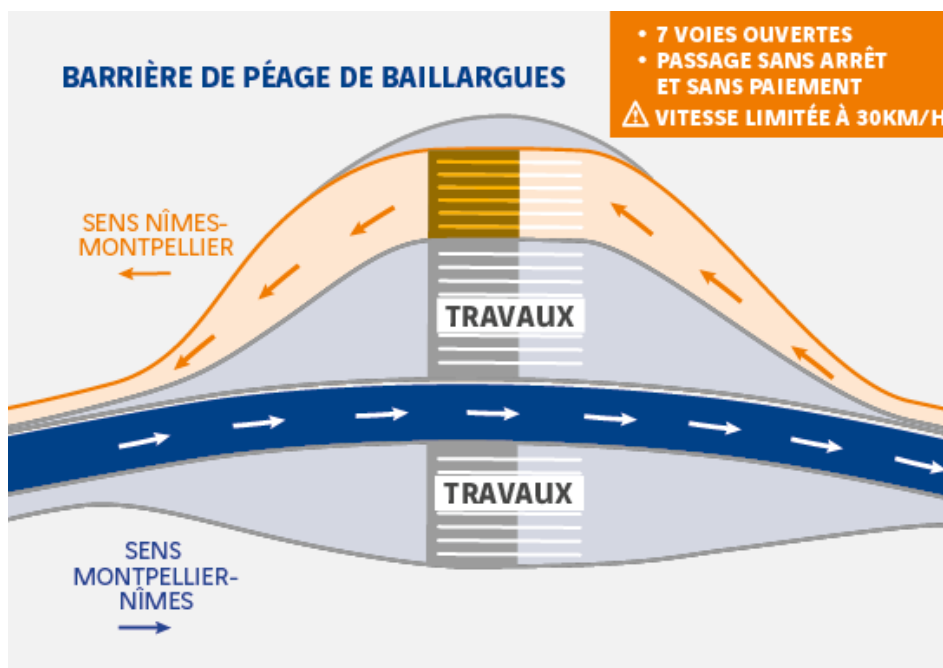 BARRIÈRE DE PÉAGE DE BAILLARGUES
• 7 VOIES OUVERTES
• PASSAGE SANS ARRÊT
ET SANS PAIEMENT
⚠ VITESSE LIMITÉE À 30KM/H
SENS NÎMES-
MONTPELLIER
TRAVAUX
TRAVAUX
SENS
MONTPELLIER-
NÎMES